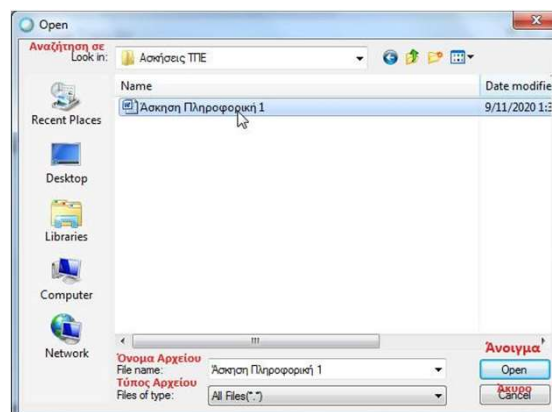 Open
Αναζήτηση σε
Look in:
Ασκήσεις ΤΠΕ
Name
Date modifie
Recent Places
Άσκηση Πληροφορική 1
9/11/2020 1:3
Desktop
Libraries
Computer
Network
Όνομα Αρχείου
File name:
Άσκηση Πληροφορική 1
Άνοιγμα
Open
Τύπος Αρχείου
Files of type:
All Files(*.*)
Άκυρο
Cancel